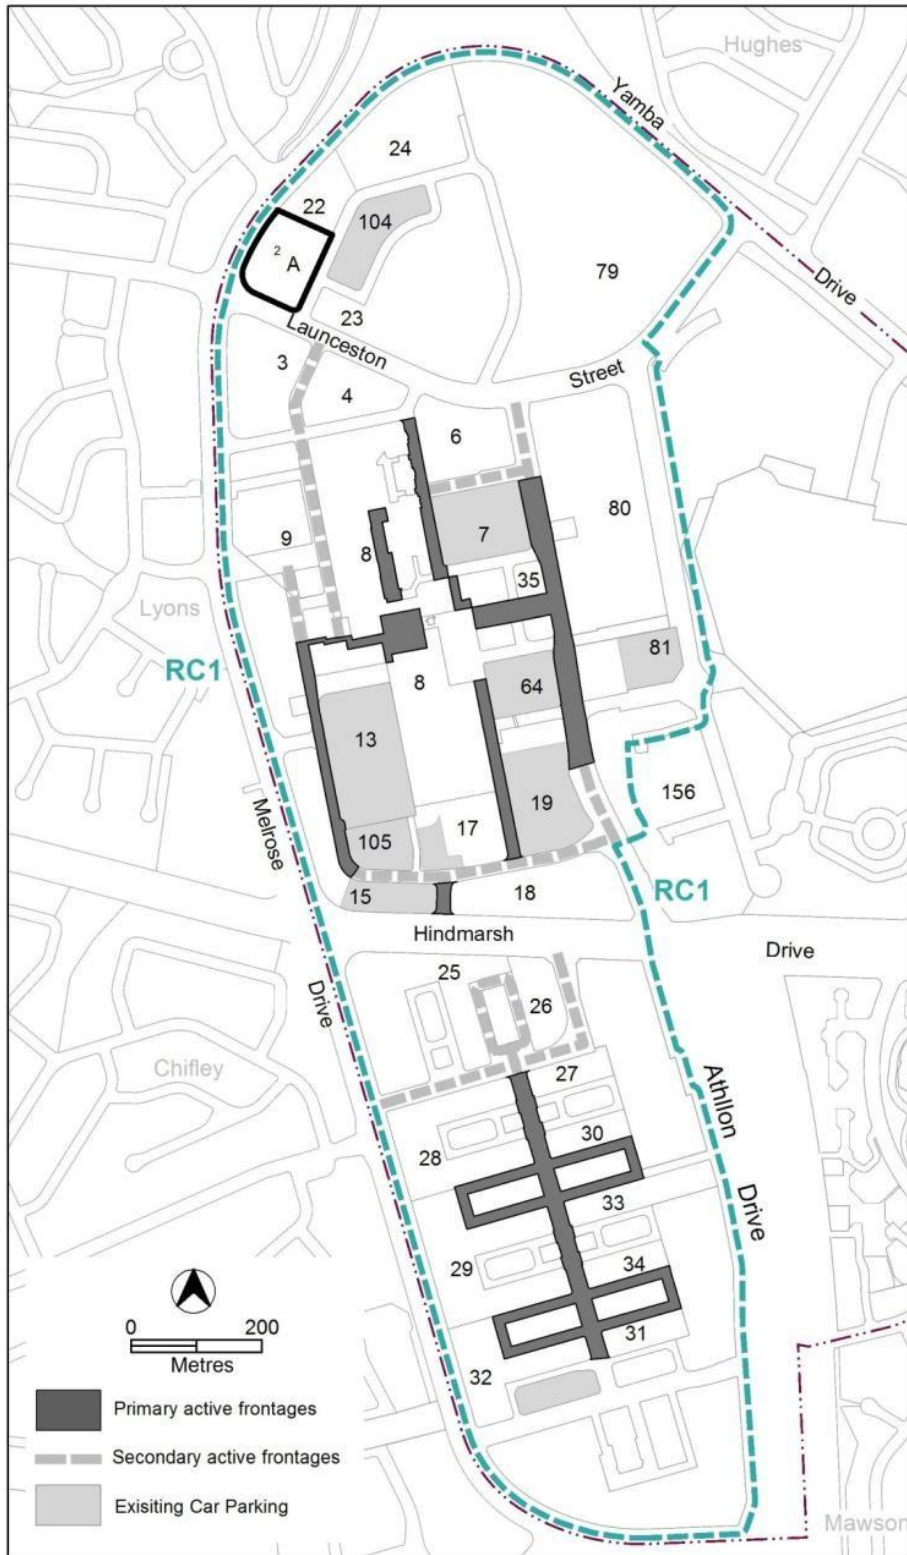 Hughes
Yamba
24
22
104
2
A
79
Drive
23
Launceston
3
Street
4
6
80
9
7
8
35
Lyons
81
RC1
8
64
13
156
Melrose
19
17
105
RC1
15
18
Hindmarsh
Drive
25
26
Drive
Chifley
27
Athllon
30
28
33
Drive
29
34
31
32
0
200
Metres
Primary active frontages
Secondary active frontages
Exisiting Car Parking
Mawson